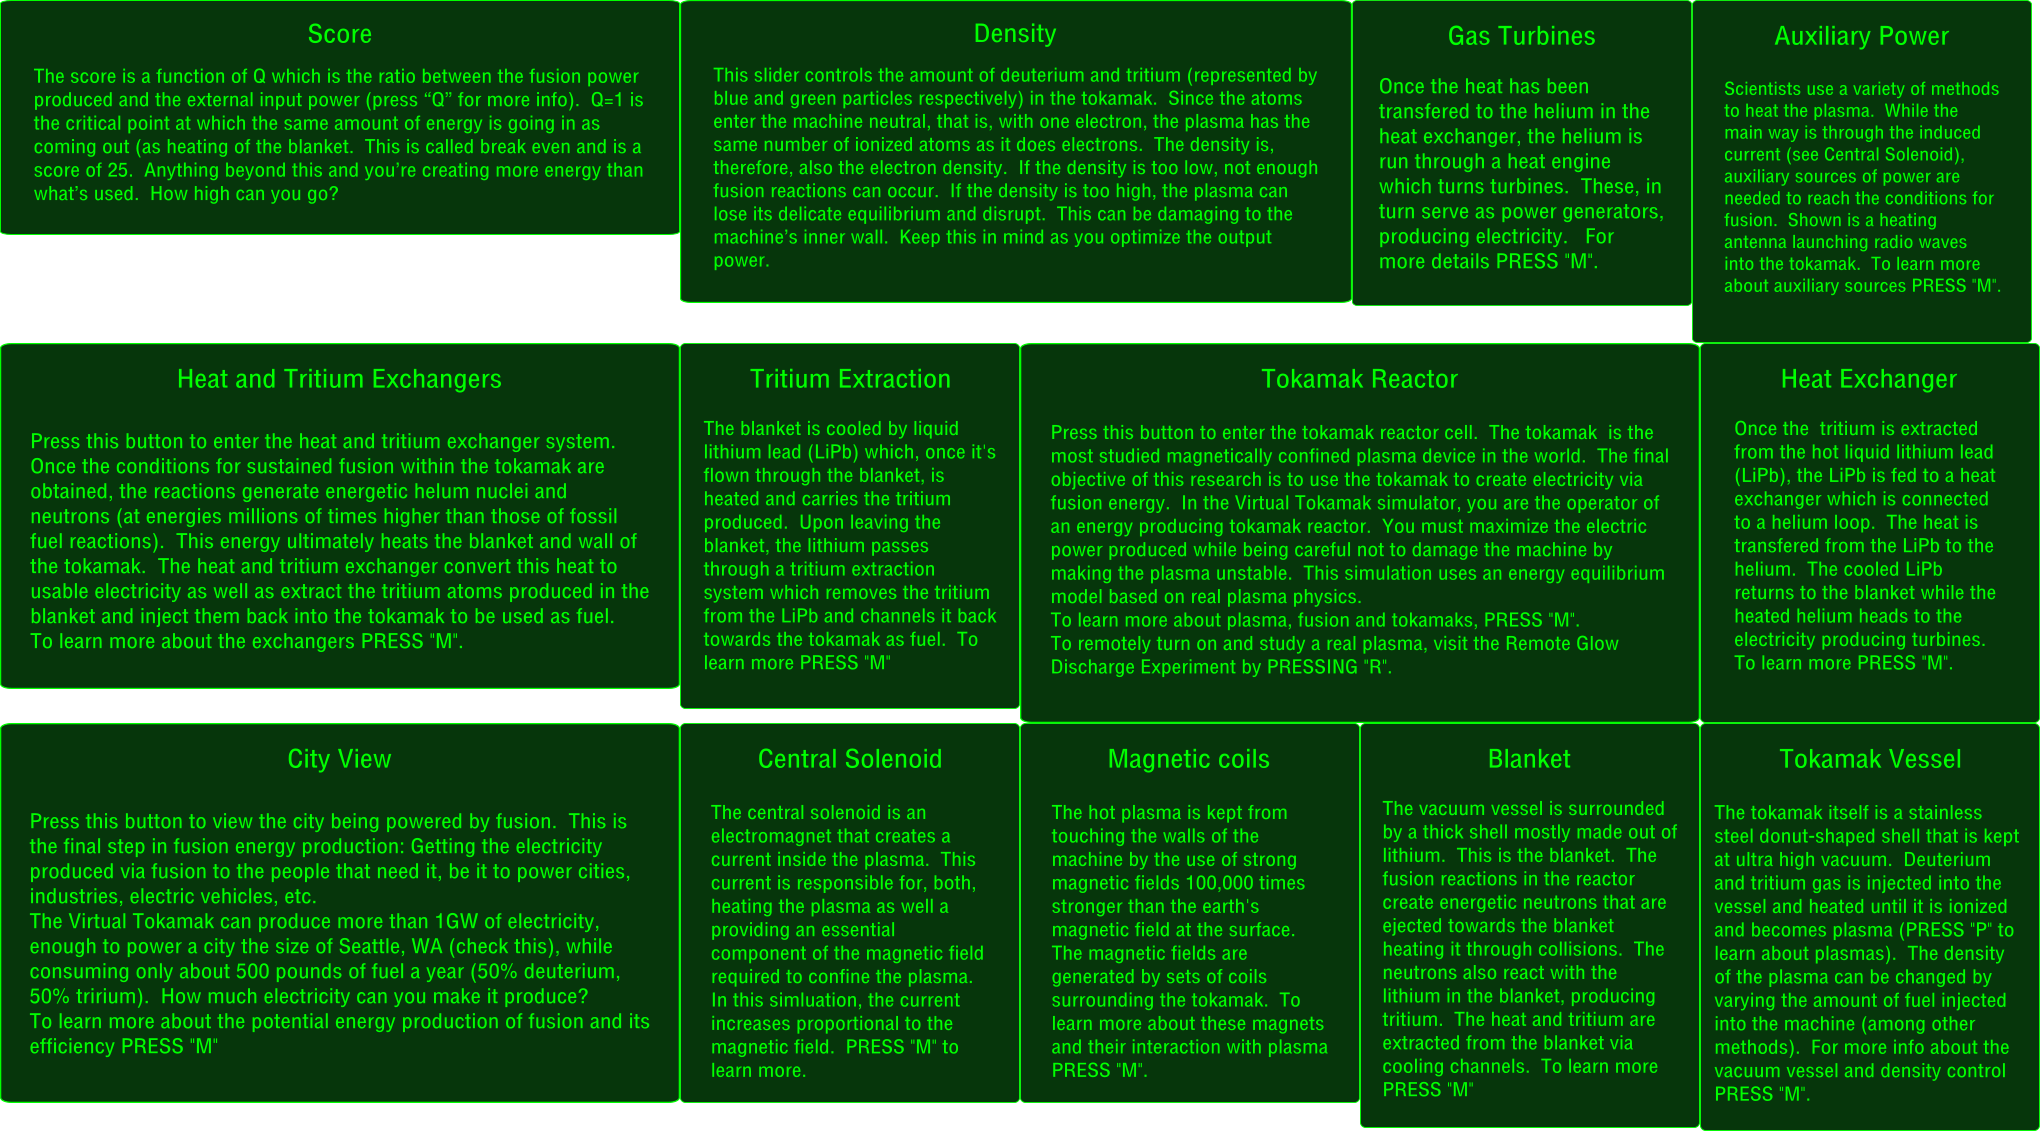 Score
The score is a function of Q which is the ratio between the fusion power
produced and the external input power (press “Q” for more info).  Q=1 is
the critical point at which the same amount of energy is going in as
coming out (as heating of the blanket.  This is called break even and is a
score of 25.  Anything beyond this and you’re creating more energy than
what’s used.  How high can you go?
Density
This slider controls the amount of deuterium and tritium (represented by
blue and green particles respectively) in the tokamak.  Since the atoms
enter the machine neutral, that is, with one electron, the plasma has the
same number of ionized atoms as it does electrons.  The density is,
therefore, also the electron density.  If the density is too low, not enough
fusion reactions can occur.  If the density is too high, the plasma can
lose its delicate equilibrium and disrupt.  This can be damaging to the
machine’s inner wall.  Keep this in mind as you optimize the output
power.
Gas Turbines
Once the heat has been
transfered to the helium in the
heat exchanger, the helium is
run through a heat engine
which turns turbines.  These, in
turn serve as power generators,
producing electricity.   For
more details PRESS "M".
Auxiliary Power
Scientists use a variety of methods
to heat the plasma.  While the
main way is through the induced
current (see Central Solenoid),
auxiliary sources of power are
needed to reach the conditions for
fusion.  Shown is a heating
antenna launching radio waves
into the tokamak.  To learn more
about auxiliary sources PRESS "M".
Heat and Tritium Exchangers
Press this button to enter the heat and tritium exchanger system.
Once the conditions for sustained fusion within the tokamak are
obtained, the reactions generate energetic helum nuclei and
neutrons (at energies millions of times higher than those of fossil
fuel reactions).  This energy ultimately heats the blanket and wall of
the tokamak.  The heat and tritium exchanger convert this heat to
usable electricity as well as extract the tritium atoms produced in the
blanket and inject them back into the tokamak to be used as fuel.
To learn more about the exchangers PRESS "M".
Tritium Extraction
The blanket is cooled by liquid
lithium lead (LiPb) which, once it's
flown through the blanket, is
heated and carries the tritium
produced.  Upon leaving the
blanket, the lithium passes
through a tritium extraction
system which removes the tritium
from the LiPb and channels it back
towards the tokamak as fuel.  To
learn more PRESS "M"
Tokamak Reactor
Press this button to enter the tokamak reactor cell.  The tokamak  is the
most studied magnetically confined plasma device in the world.  The final
objective of this research is to use the tokamak to create electricity via
fusion energy.  In the Virtual Tokamak simulator, you are the operator of
an energy producing tokamak reactor.  You must maximize the electric
power produced while being careful not to damage the machine by
making the plasma unstable.  This simulation uses an energy equilibrium
model based on real plasma physics.
To learn more about plasma, fusion and tokamaks, PRESS "M".
To remotely turn on and study a real plasma, visit the Remote Glow
Discharge Experiment by PRESSING "R".
Heat Exchanger
Once the  tritium is extracted
from the hot liquid lithium lead
(LiPb), the LiPb is fed to a heat
exchanger which is connected
to a helium loop.  The heat is
transfered from the LiPb to the
helium.  The cooled LiPb
returns to the blanket while the
heated helium heads to the
electricity producing turbines.
To learn more PRESS "M".
City View
Press this button to view the city being powered by fusion.  This is
the final step in fusion energy production: Getting the electricity
produced via fusion to the people that need it, be it to power cities,
industries, electric vehicles, etc.
The Virtual Tokamak can produce more than 1GW of electricity,
enough to power a city the size of Seattle, WA (check this), while
consuming only about 500 pounds of fuel a year (50% deuterium,
50% tririum).  How much electricity can you make it produce?
To learn more about the potential energy production of fusion and its
efficiency PRESS "M"
Central Solenoid
The central solenoid is an
electromagnet that creates a
current inside the plasma.  This
current is responsible for, both,
heating the plasma as well a
providing an essential
component of the magnetic field
required to confine the plasma.
In this simluation, the current
increases proportional to the
magnetic field.  PRESS "M" to
learn more.
Magnetic coils
The hot plasma is kept from
touching the walls of the
machine by the use of strong
magnetic fields 100,000 times
stronger than the earth's
magnetic field at the surface.
The magnetic fields are
generated by sets of coils
surrounding the tokamak.  To
learn more about these magnets
and their interaction with plasma
PRESS "M".
Blanket
The vacuum vessel is surrounded
by a thick shell mostly made out of
lithium.  This is the blanket.  The
fusion reactions in the reactor
create energetic neutrons that are
ejected towards the blanket
heating it through collisions.  The
neutrons also react with the
lithium in the blanket, producing
tritium.  The heat and tritium are
extracted from the blanket via
cooling channels.  To learn more
PRESS "M"
Tokamak Vessel
The tokamak itself is a stainless
steel donut-shaped shell that is kept
at ultra high vacuum.  Deuterium
and tritium gas is injected into the
vessel and heated until it is ionized
and becomes plasma (PRESS "P" to
learn about plasmas).  The density
of the plasma can be changed by
varying the amount of fuel injected
into the machine (among other
methods).  For more info about the
vacuum vessel and density control
PRESS "M".